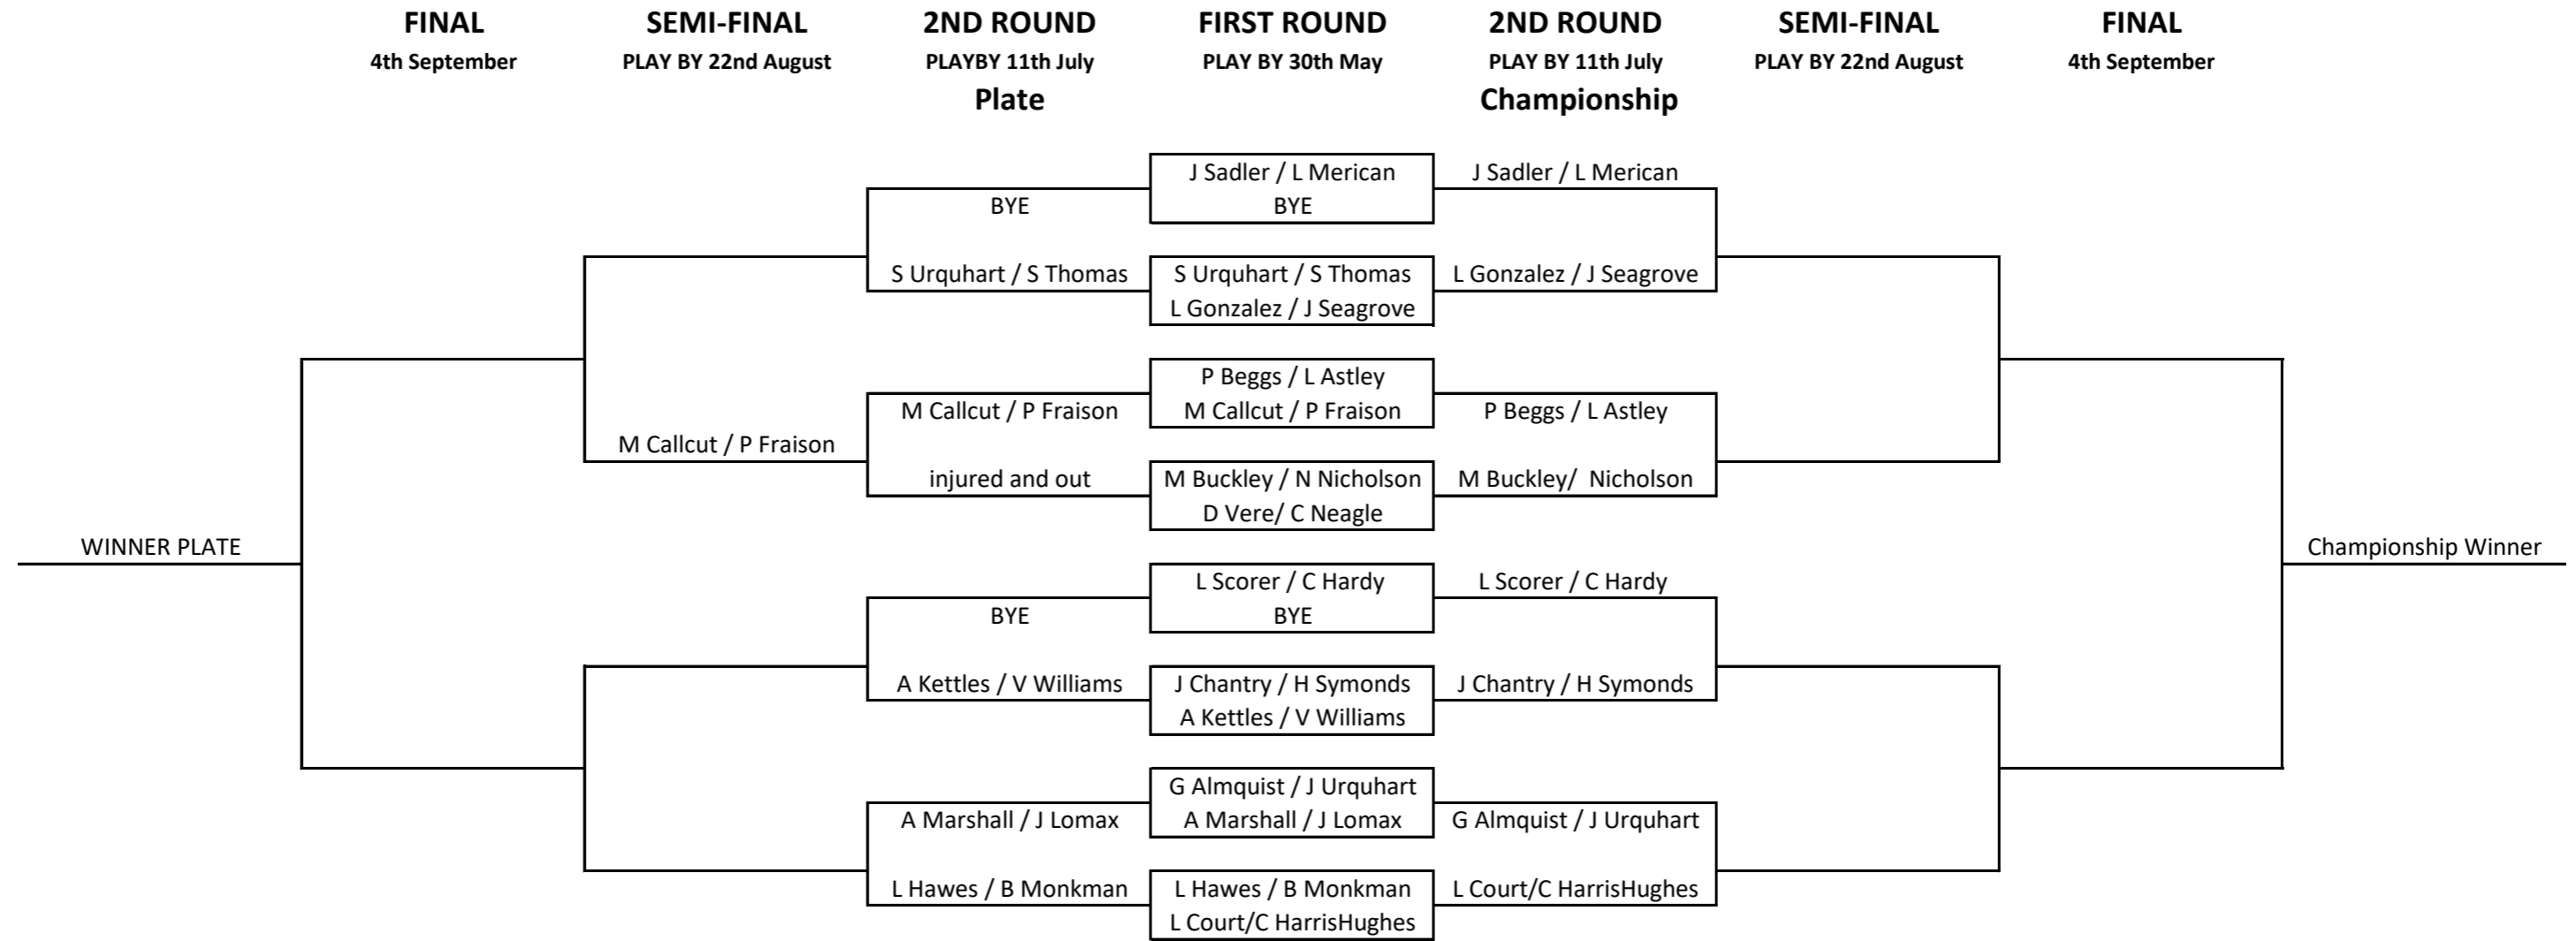 FINAL SEMI-FINAL 2ND ROUND FIRST ROUND 2ND ROUND SEMI-FINAL FINAL
4th September PLAY BY 22nd August PLAYBY 11th July PLAY BY 30th May PLAY BY 11th July PLAY BY 22nd August 4th September
Plate Championship
J Sadler / L Merican J Sadler / L Merican
BYE BYE
S Urquhart / S Thomas S Urquhart / S Thomas L Gonzalez / J Seagrove
L Gonzalez / J Seagrove
P Beggs / L Astley
M Callcut / P Fraison M Callcut / P Fraison P Beggs / L Astley
M Callcut / P Fraison
injured and out M Buckley / N Nicholson M Buckley/ Nicholson
D Vere/ C Neagle
WINNER PLATE Championship Winner
L Scorer / C Hardy L Scorer / C Hardy
BYE BYE
A Kettles / V Williams J Chantry / H Symonds J Chantry / H Symonds
A Kettles / V Williams
G Almquist / J Urquhart
A Marshall / J Lomax A Marshall / J Lomax G Almquist / J Urquhart
L Hawes / B Monkman L Hawes / B Monkman L Court/C HarrisHughes
L Court/C HarrisHughes